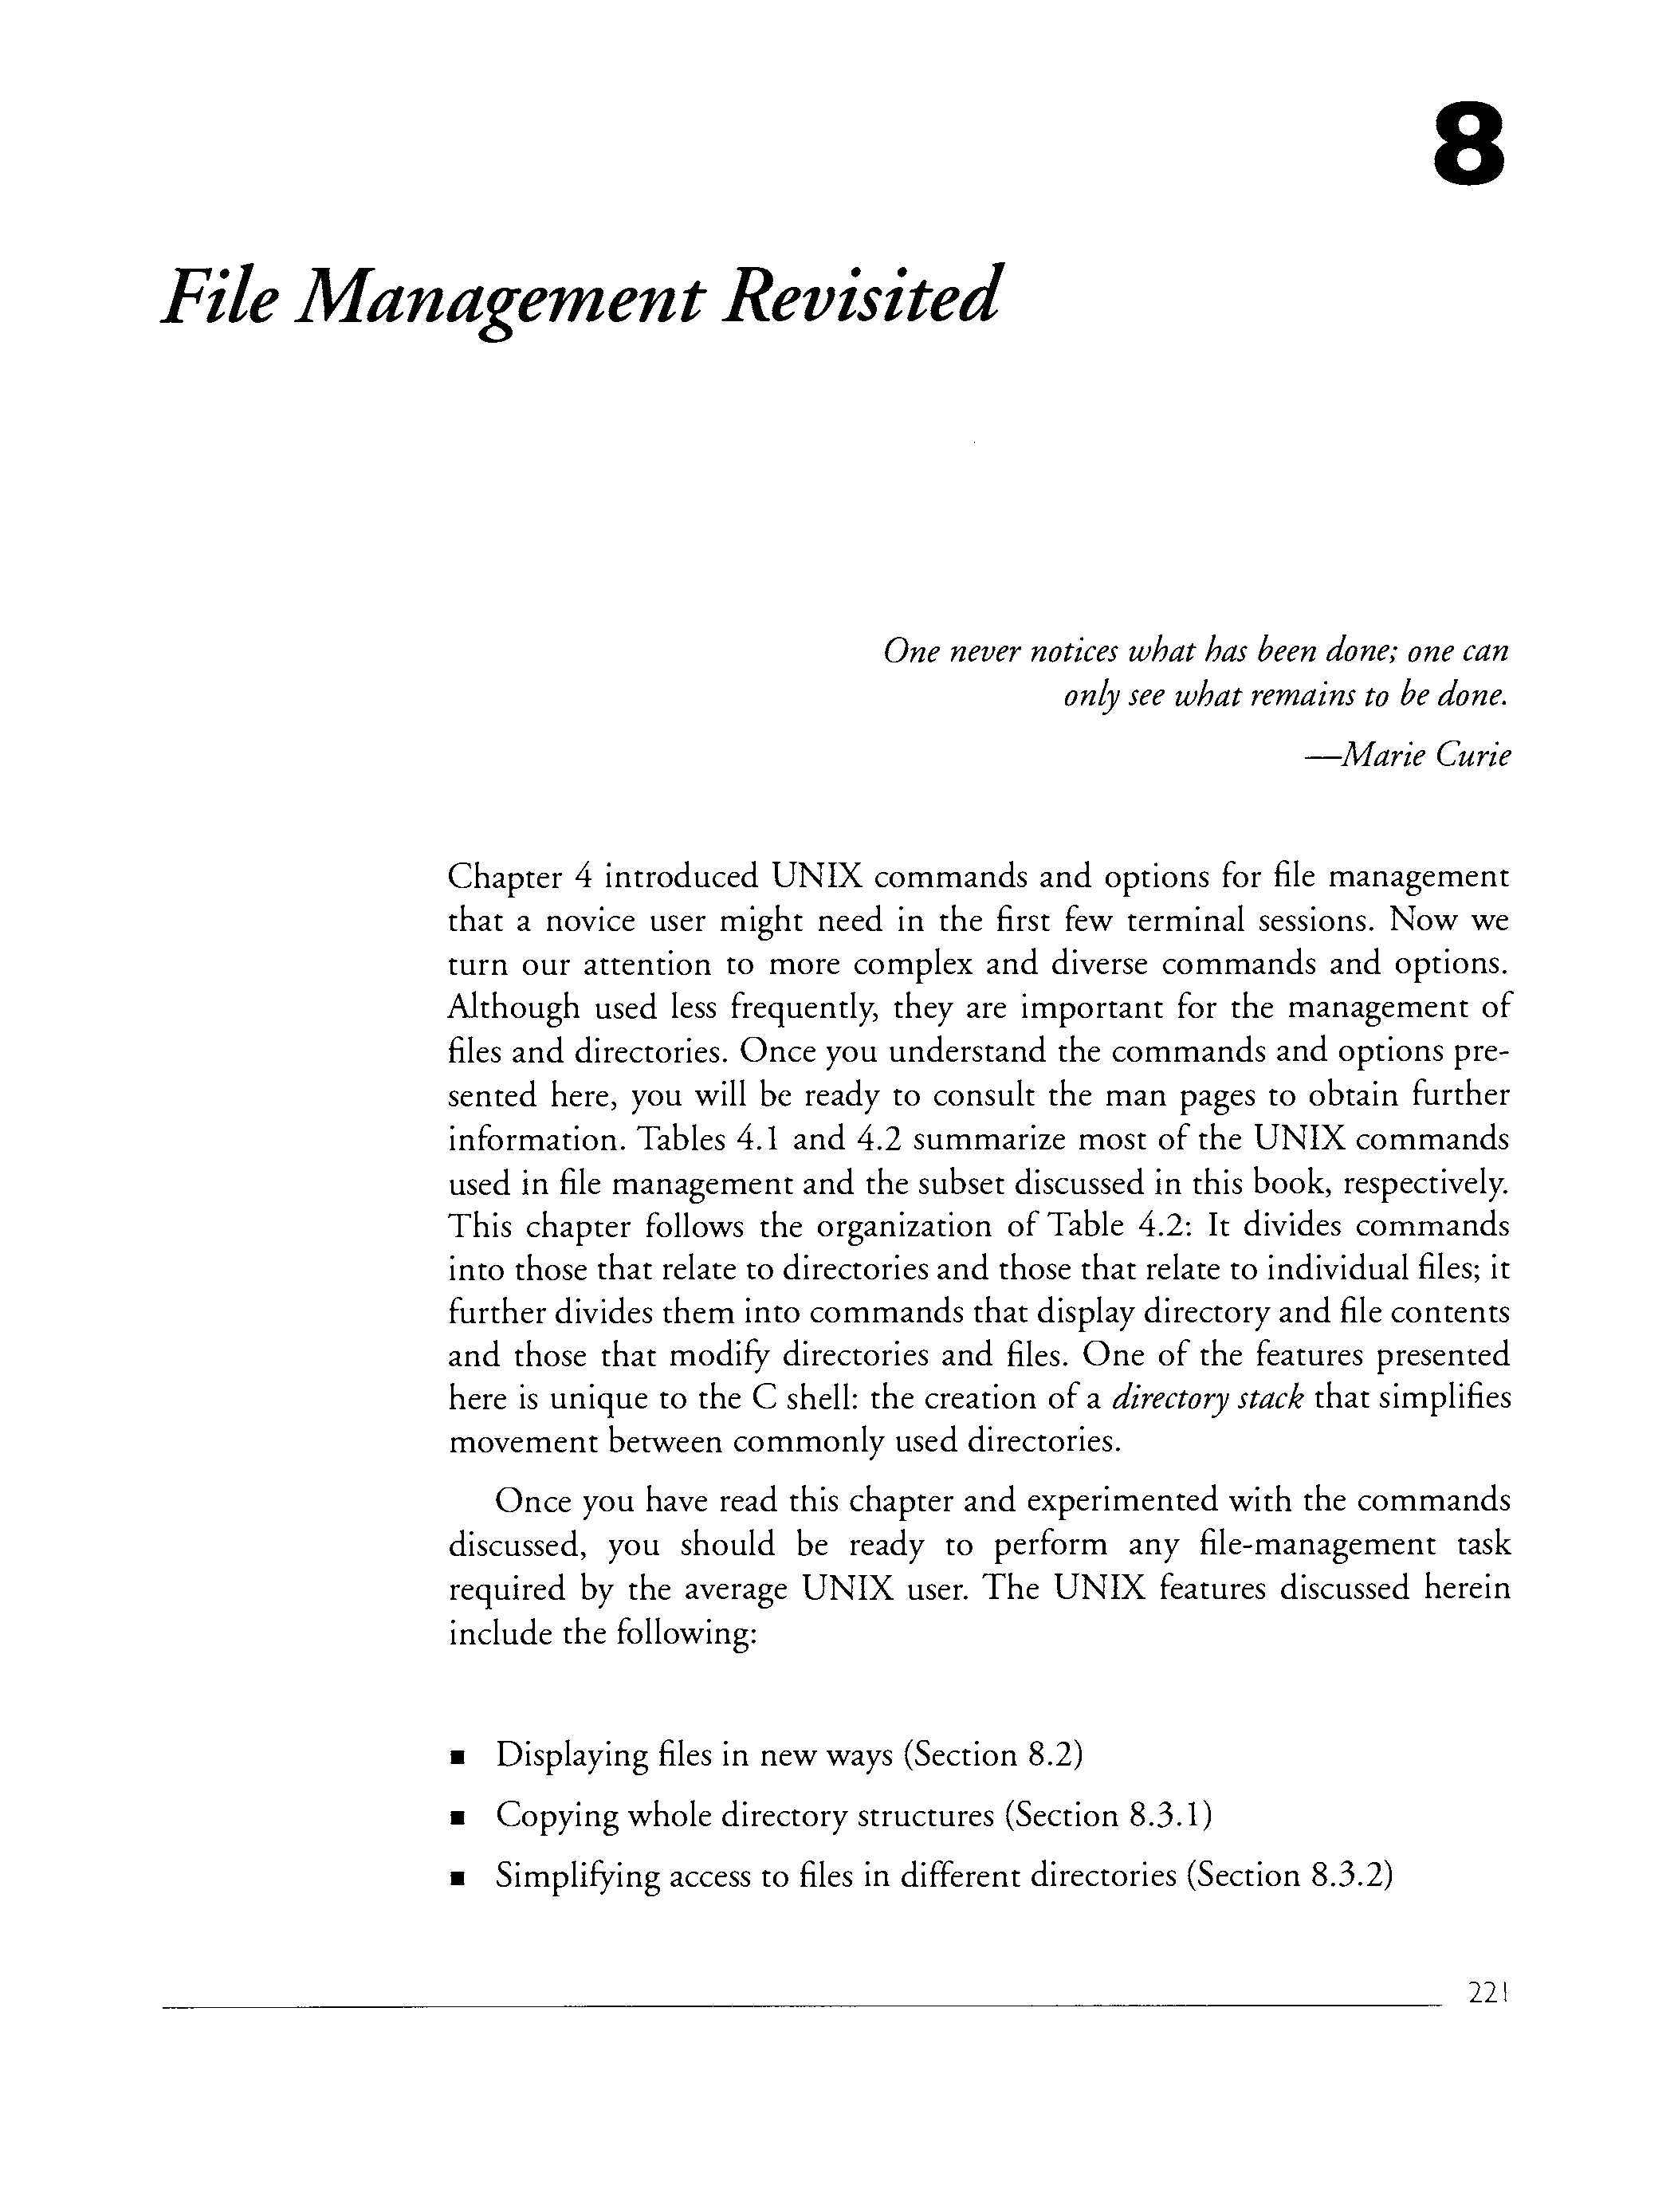 8
File Management Revisited
One never notices what has been done; one can
only see what remains to be done.
—Marie Curie
Chapter 4 introduced UNIX commands and options for file management
that a novice user might need in the first few terminal sessions. Now we
turn our attention to more complex and diverse commands and options.
Although used less frequently, they are important for the management of
files and directories. Once you understand the commands and options pre-
sented here, you will be ready to consult the man pages to obtain further
information. Tables 4.1 and 4.2 summarize most of the UNIX commands
used in file management and the subset discussed in this book, respectively.
This chapter follows the organization of Table 4.2: It divides commands
into those that relate to directories and those that relate to individual files; it
further divides them into commands that display directory and file contents
and those that modify directories and files. One of the features presented
here is unique to the C shell: the creation of a directory stack that simplifies
movement between commonly used directories.
Once you have read this chapter and experimented with the commands
discussed, you should be ready to perform any file-management task
required by the average UNIX user. The UNIX features discussed herein
include the following:
■ Displaying files in new ways (Section 8.2)
■ Copying whole directory structures (Section 8.3.1)
■ Simplifying access to files in different directories (Section 8.3.2)
221